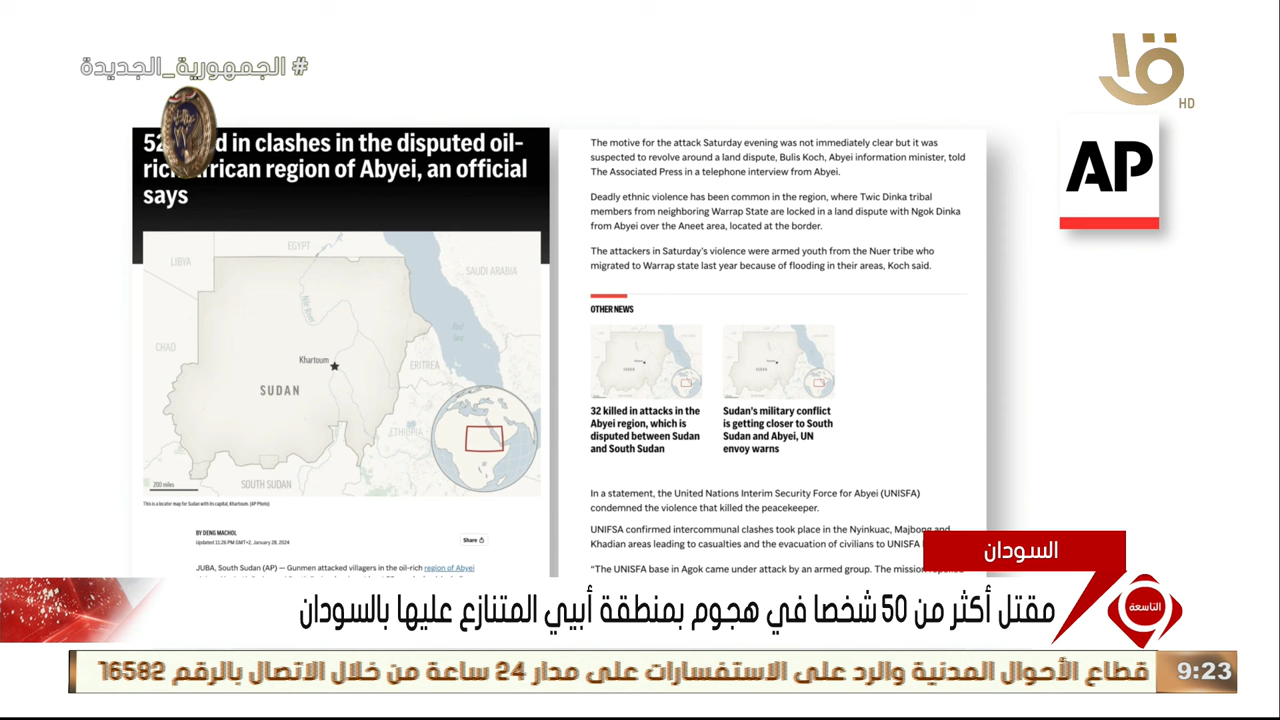 # الجمهورية_الجديدة
HD
in clashes in the disputed oil-
African region of Abyei, an official
says
EGYPT
LIBYA
SAUDI ARABIA
Nile River
Red
Sea
CHAD
Khartoum
ERITREA
SUDAN
ETHIOPIA
SOUTH SUDAN
200 miles
This is a locator map for Sudan with its capital, Khartoum. (AP Photo)
BY DENG MACHOL
Updated 11:26 PM GMT+2, January 28, 2024
Share
JUBA, South Sudan (AP) — Gunmen attacked villagers in the oil-rich region of Abyei
The motive for the attack Saturday evening was not immediately clear but it was
suspected to revolve around a land dispute, Bulis Koch, Abyei information minister, told
The Associated Press in a telephone interview from Abyei.
Deadly ethnic violence has been common in the region, where Twic Dinka tribal
members from neighboring Warrap State are locked in a land dispute with Ngok Dinka
from Abyei over the Aneet area, located at the border.
The attackers in Saturday's violence were armed youth from the Nuer tribe who
migrated to Warrap state last year because of flooding in their areas, Koch said.
OTHER NEWS
32 killed in attacks in the
Abyei region, which is
disputed between Sudan
and South Sudan
Sudan's military conflict
is getting closer to South
Sudan and Abyei, UN
envoy warns
In a statement, the United Nations Interim Security Force for Abyei (UNISFA)
condemned the violence that killed the peacekeeper.
UNIFSA confirmed intercommunal clashes took place in the Nyinkuac, Majbong and
Khadian areas leading to casualties and the evacuation of civilians to UNISFA
"The UNISFA base in Agok came under attack by an armed group. The mission
AP
السودان
التاسعة
مقتل أكثر من 50 شخصا في هجوم بمنطقة أبيي المتنازع عليها بالسودان
9:23
قطاع الأحوال المدنية والرد على الاستفسارات على مدار 24 ساعة من خلال الاتصال بالرقم 16582